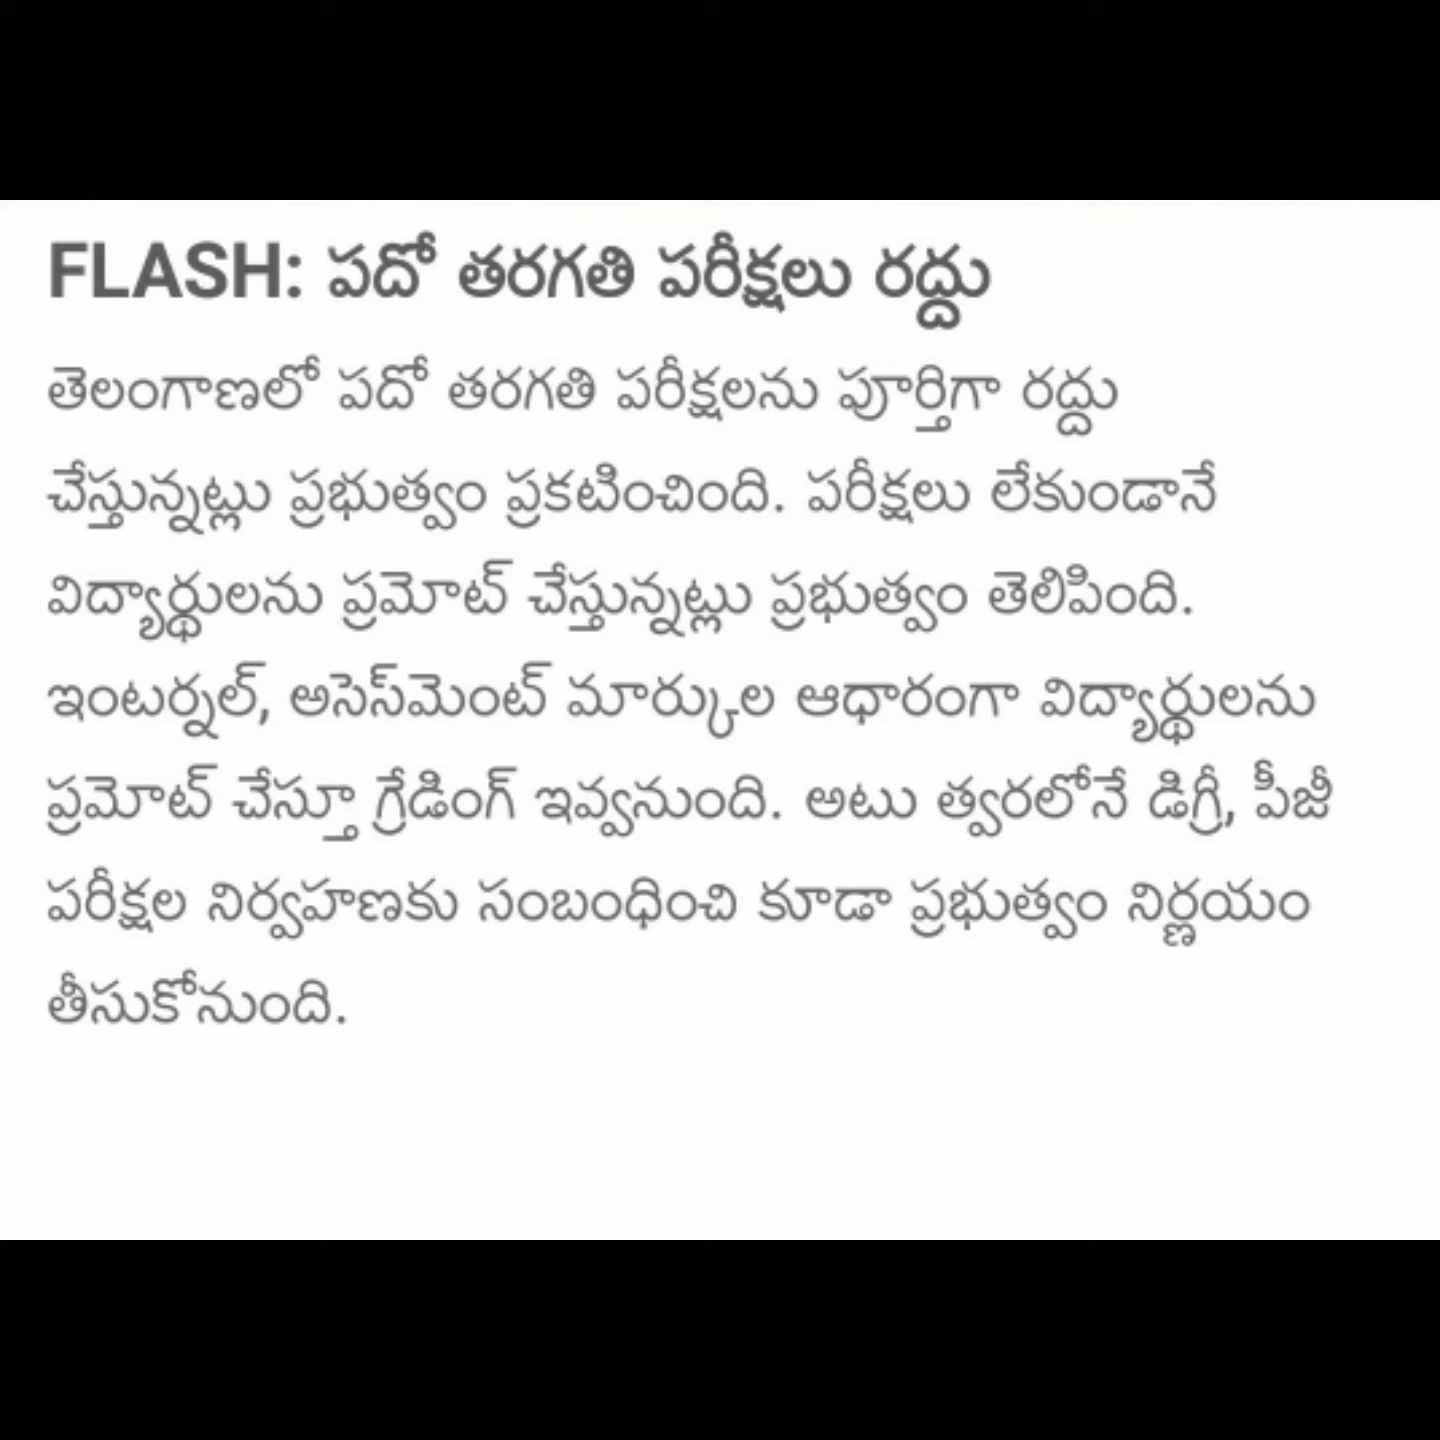 FLASH: పదో తరగతి పరీక్షలు రద్దు
తెలంగాణలో పదో తరగతి పరీక్షలను పూర్తిగా రద్దు
చేస్తున్నట్లు ప్రభుత్వం ప్రకటించింది. పరీక్షలు లేకుండానే
విద్యార్థులను ప్రమోట్ చేస్తున్నట్లు ప్రభుత్వం తెలిపింది.
ఇంటర్నల్, అసెస్‌మెంట్ మార్కుల ఆధారంగా విద్యార్థులను
ప్రమోట్ చేస్తూ గ్రేడింగ్ ఇవ్వనుంది. అటు త్వరలోనే డిగ్రీ, పీజీ
పరీక్షల నిర్వహణకు సంబంధించి కూడా ప్రభుత్వం నిర్ణయం
తీసుకోనుంది.